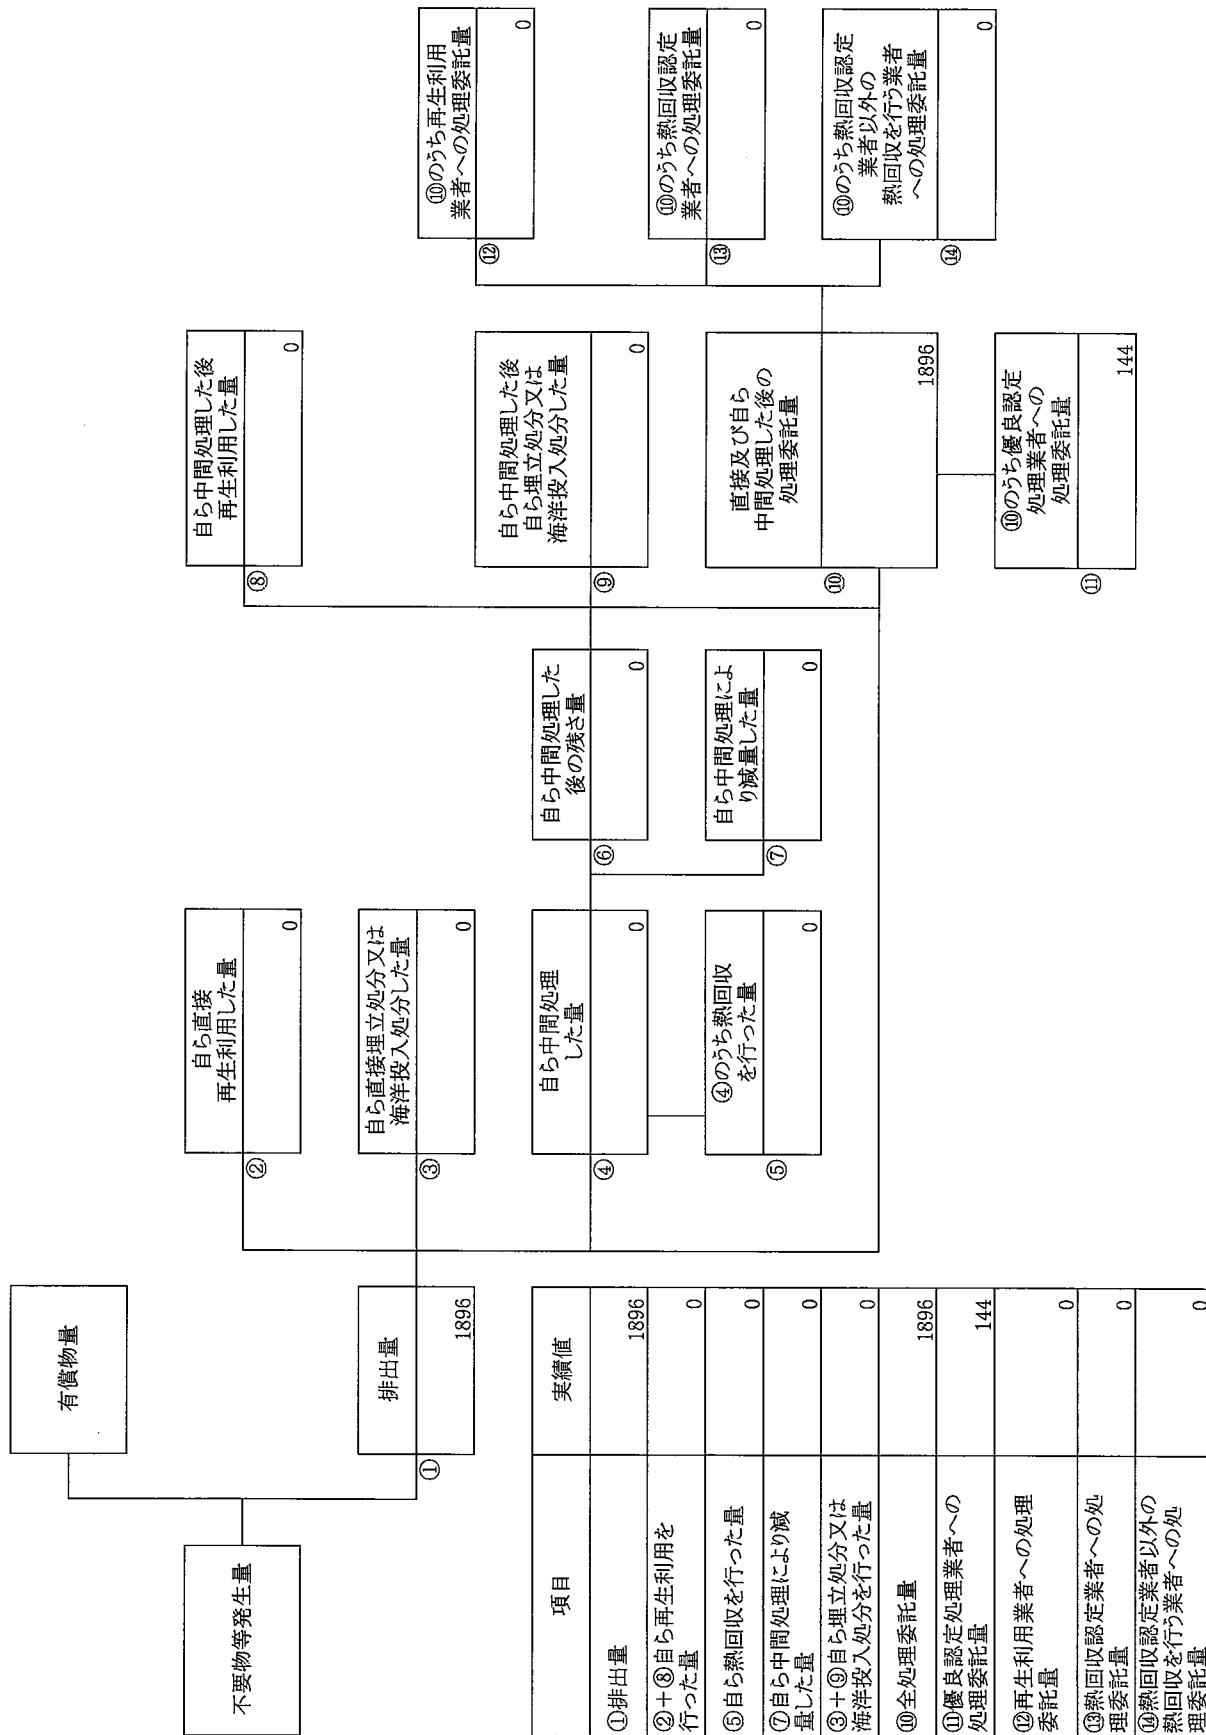 不要物等発生量
有償物量
排出量
①
1896
自ら直接
再生利用した量
②
0
自ら直接埋立処分又は
海洋投入処分した量
③
0
自ら中間処理
した量
④
0
④のうち熱回収
を行った量
⑤
0
自ら中間処理した
後の残さ量
⑥
0
自ら中間処理によ
り減量した量
⑦
0
自ら中間処理した後
再生利用した量
⑧
0
自ら中間処理した後
自ら埋立処分又は
海洋投入処分した量
⑨
0
直接及び自ら
中間処理した後の
処理委託量
⑩
1896
⑩のうち優良認定
処理業者への
処理委託量
⑪
144
⑩のうち再生利用
業者への処理委託量
⑫
0
⑩のうち熱回収認定
業者への処理委託量
⑬
0
⑩のうち熱回収認定
業者以外の
熱回収を行う業者
への処理委託量
⑭
0
項目 実績値
①排出量 1896
②+⑧自ら再生利用を
行った量 0
⑤自ら熱回収を行った量 0
⑦自ら中間処理により減
量した量 0
③+⑨自ら埋立処分又は
海洋投入処分を行った量 0
⑩全処理委託量 1896
⑪優良認定処理業者への
処理委託量 144
⑫再生利用業者への処理
委託量 0
⑬熱回収認定業者への処
理委託量 0
⑭熱回収認定業者以外の
熱回収を行う業者への処
理委託量 0